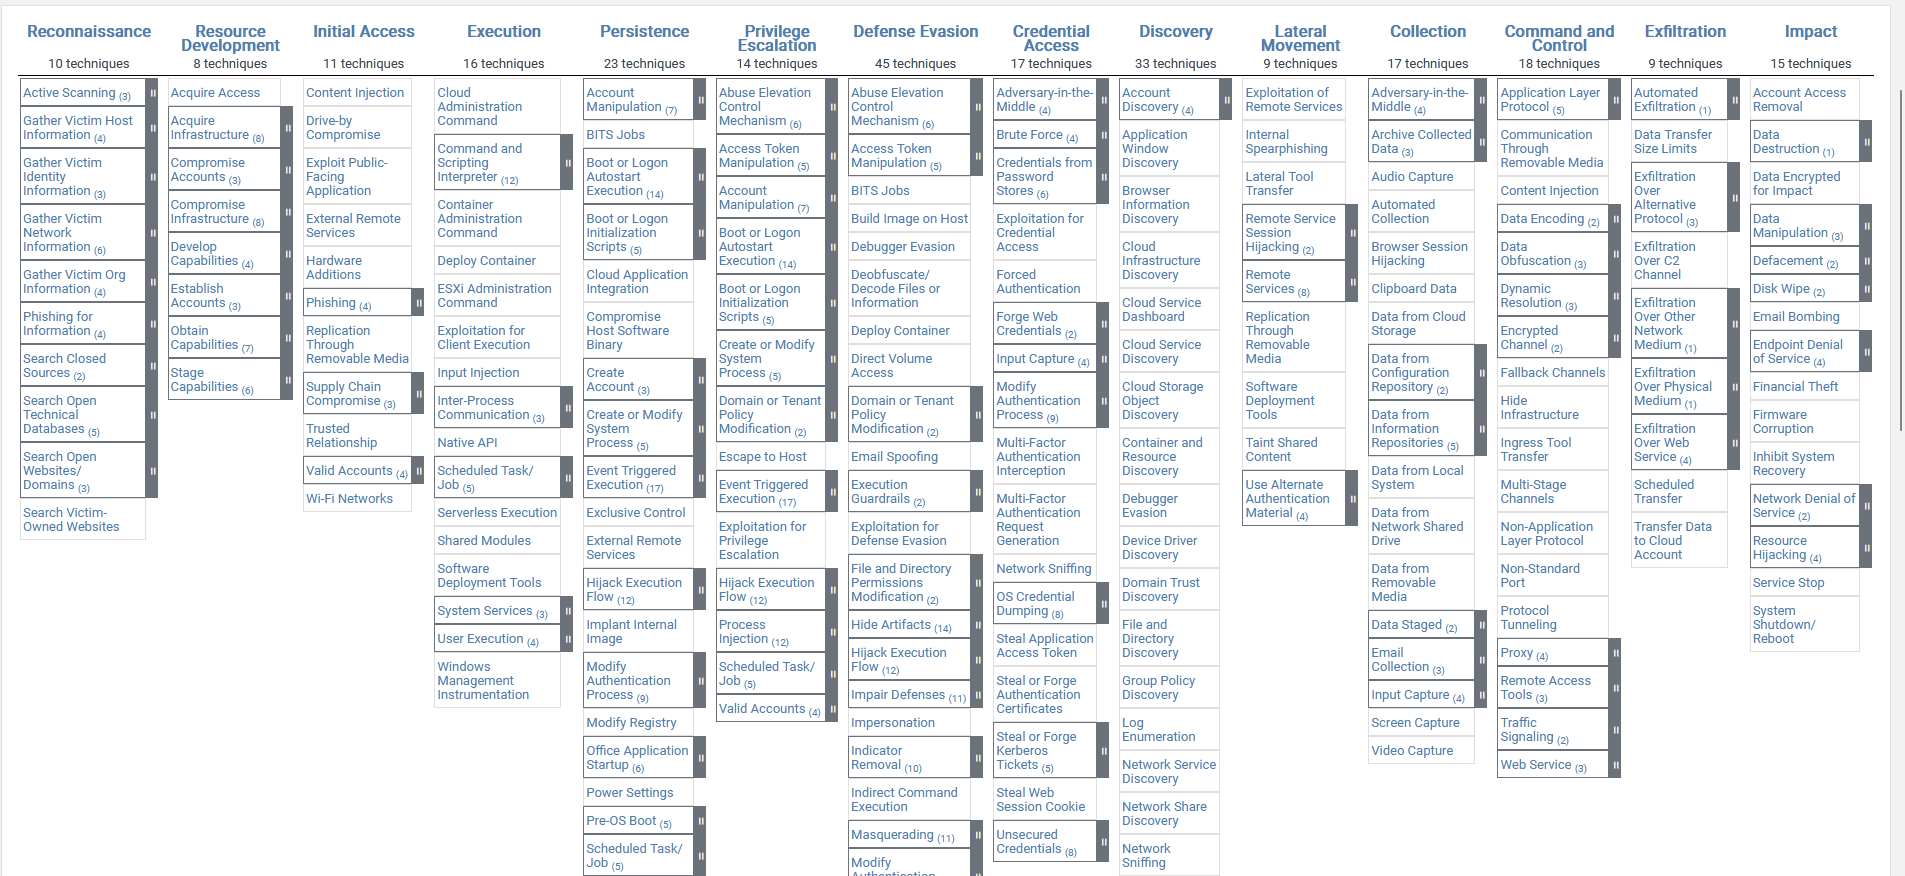 Reconnaissance
10 techniques
Active Scanning (3)
Gather Victim Host
Information (4)
Gather Victim
Identity
Information (3)
Gather Victim
Network
Information (6)
Gather Victim Org
Information (4)
Phishing for
Information (4)
Search Closed
Sources (2)
Search Open
Technical
Databases (5)
Search Open
Websites/
Domains (3)
Search Victim-
Owned Websites
Resource
Development
8 techniques
Acquire Access
Acquire
Infrastructure (8)
Compromise
Accounts (3)
Compromise
Infrastructure (8)
Develop
Capabilities (4)
Establish
Accounts (3)
Obtain
Capabilities (7)
Stage
Capabilities (6)
Initial Access
11 techniques
Content Injection
Drive-by
Compromise
Exploit Public-
Facing
Application
External Remote
Services
Hardware
Additions
Phishing (4)
Replication
Through
Removable Media
Supply Chain
Compromise (3)
Trusted
Relationship
Valid Accounts (4)
Wi-Fi Networks
Execution
16 techniques
Cloud
Administration
Command
Command and
Scripting
Interpreter (12)
Container
Administration
Command
Deploy Container
ESXi Administration
Command
Exploitation for
Client Execution
Input Injection
Inter-Process
Communication (3)
Native API
Scheduled Task/
Job (5)
Serverless Execution
Shared Modules
Software
Deployment Tools
System Services (3)
User Execution (4)
Windows
Management
Instrumentation
Persistence
23 techniques
Account
Manipulation (7)
BITS Jobs
Boot or Logon
Autostart
Execution (14)
Boot or Logon
Initialization
Scripts (5)
Cloud Application
Integration
Compromise
Host Software
Binary
Create
Account (3)
Create or Modify
System
Process (5)
Event Triggered
Execution (17)
Exclusive Control
External Remote
Services
Hijack Execution
Flow (12)
Implant Internal
Image
Modify
Authentication
Process (9)
Modify Registry
Office Application
Startup (6)
Power Settings
Pre-OS Boot (5)
Scheduled Task/
Job (5)
Privilege
Escalation
14 techniques
Abuse Elevation
Control
Mechanism (6)
Access Token
Manipulation (5)
Account
Manipulation (7)
Boot or Logon
Autostart
Execution (14)
Boot or Logon
Initialization
Scripts (5)
Create or Modify
System
Process (5)
Domain or Tenant
Policy
Modification (2)
Escape to Host
Event Triggered
Execution (17)
Exploitation for
Privilege
Escalation
Hijack Execution
Flow (12)
Process
Injection (12)
Scheduled Task/
Job (5)
Valid Accounts (4)
Defense Evasion
45 techniques
Abuse Elevation
Control
Mechanism (6)
Access Token
Manipulation (5)
BITS Jobs
Build Image on Host
Debugger Evasion
Deobfuscate/
Decode Files or
Information
Deploy Container
Direct Volume
Access
Domain or Tenant
Policy
Modification (2)
Email Spoofing
Execution
Guardrails (2)
Exploitation for
Defense Evasion
File and Directory
Permissions
Modification (2)
Hide Artifacts (14)
Hijack Execution
Flow (12)
Impair Defenses (11)
Impersonation
Indicator
Removal (10)
Indirect Command
Execution
Masquerading (11)
Modify
Authentication
Credential
Access
17 techniques
Adversary-in-the-
Middle (4)
Brute Force (4)
Credentials from
Password
Stores (6)
Exploitation for
Credential
Access
Forced
Authentication
Forge Web
Credentials (2)
Input Capture (4)
Modify
Authentication
Process (9)
Multi-Factor
Authentication
Interception
Multi-Factor
Authentication
Request
Generation
Network Sniffing
OS Credential
Dumping (8)
Steal Application
Access Token
Steal or Forge
Authentication
Certificates
Steal or Forge
Kerberos
Tickets (5)
Steal Web
Session Cookie
Unsecured
Credentials (8)
Discovery
33 techniques
Account
Discovery (4)
Application
Window
Discovery
Browser
Information
Discovery
Cloud
Infrastructure
Discovery
Cloud Service
Dashboard
Cloud Service
Discovery
Cloud Storage
Object
Discovery
Container and
Resource
Discovery
Debugger
Evasion
Device Driver
Discovery
Domain Trust
Discovery
File and
Directory
Discovery
Group Policy
Discovery
Log
Enumeration
Network Service
Discovery
Network Share
Discovery
Network
Sniffing
Lateral
Movement
9 techniques
Exploitation of
Remote Services
Internal
Spearphishing
Lateral Tool
Transfer
Remote Service
Session
Hijacking (2)
Remote
Services (8)
Replication
Through
Removable
Media
Software
Deployment
Tools
Taint Shared
Content
Use Alternate
Authentication
Material (4)
Collection
17 techniques
Adversary-in-the-
Middle (4)
Archive Collected
Data (3)
Audio Capture
Automated
Collection
Browser Session
Hijacking
Clipboard Data
Data from Cloud
Storage
Data from
Configuration
Repository (2)
Data from
Information
Repositories (5)
Data from Local
System
Data from
Network Shared
Drive
Data from
Removable
Media
Data Staged (2)
Email
Collection (3)
Input Capture (4)
Screen Capture
Video Capture
Command and
Control
18 techniques
Application Layer
Protocol (5)
Communication
Through
Removable Media
Content Injection
Data Encoding (2)
Data
Obfuscation (3)
Dynamic
Resolution (3)
Encrypted
Channel (2)
Fallback Channels
Hide
Infrastructure
Ingress Tool
Transfer
Multi-Stage
Channels
Non-Application
Layer Protocol
Non-Standard
Port
Protocol
Tunneling
Proxy (4)
Remote Access
Tools (3)
Traffic
Signaling (2)
Web Service (3)
Exfiltration
9 techniques
Automated
Exfiltration (1)
Data Transfer
Size Limits
Exfiltration
Over
Alternative
Protocol (3)
Exfiltration
Over C2
Channel
Exfiltration
Over Other
Network
Medium (1)
Exfiltration
Over Physical
Medium (1)
Exfiltration
Over Web
Service (4)
Scheduled
Transfer
Transfer Data
to Cloud
Account
Impact
15 techniques
Account Access
Removal
Data
Destruction (1)
Data Encrypted
for Impact
Data
Manipulation (3)
Defacement (2)
Disk Wipe (2)
Email Bombing
Endpoint Denial
of Service (4)
Financial Theft
Firmware
Corruption
Inhibit System
Recovery
Network Denial of
Service (2)
Resource
Hijacking (4)
Service Stop
System
Shutdown/
Reboot